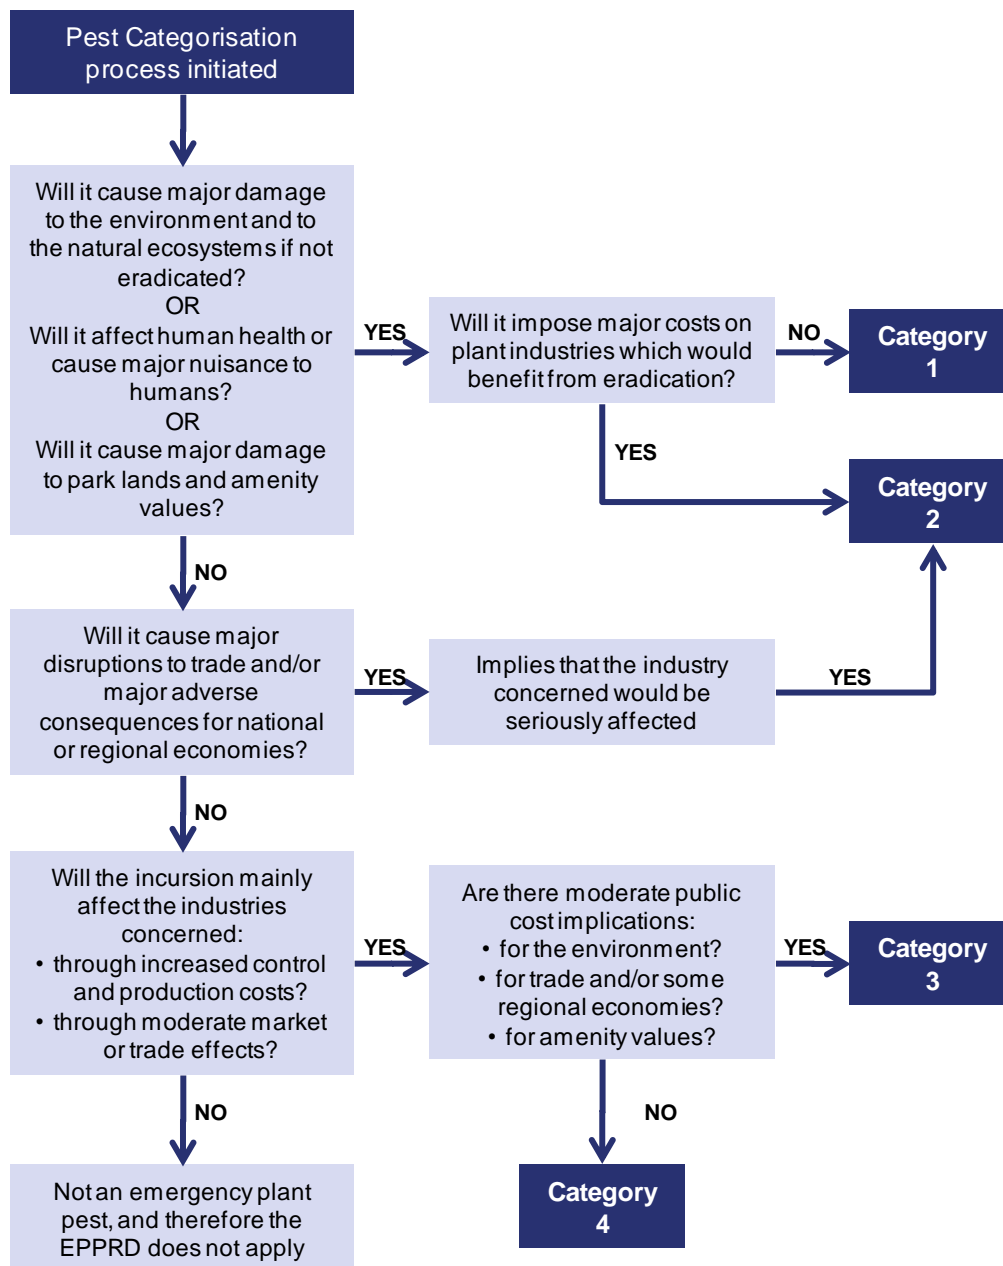 Pest Categorisation
process initiated
Will it cause major damage
to the environment and to
the natural ecosystems if not
eradicated?
OR
Will it affect human health or
cause major nuisance to
humans?
OR
Will it cause major damage
to park lands and amenity
values?
YES
Will it impose major costs on
plant industries which would
benefit from eradication?
NO
Category
1
YES
Category
2
NO
Will it cause major
disruptions to trade and/or
major adverse
consequences for national
or regional economies?
YES
Implies that the industry
concerned would be
seriously affected
YES
NO
Will the incursion mainly
affect the industries
concerned:
• through increased control
and production costs?
• through moderate market
or trade effects?
YES
Are there moderate public
cost implications:
• for the environment?
• for trade and/or some
regional economies?
• for amenity values?
YES
Category
3
NO
NO
Not an emergency plant
pest, and therefore the
EPPRD does not apply
Category
4